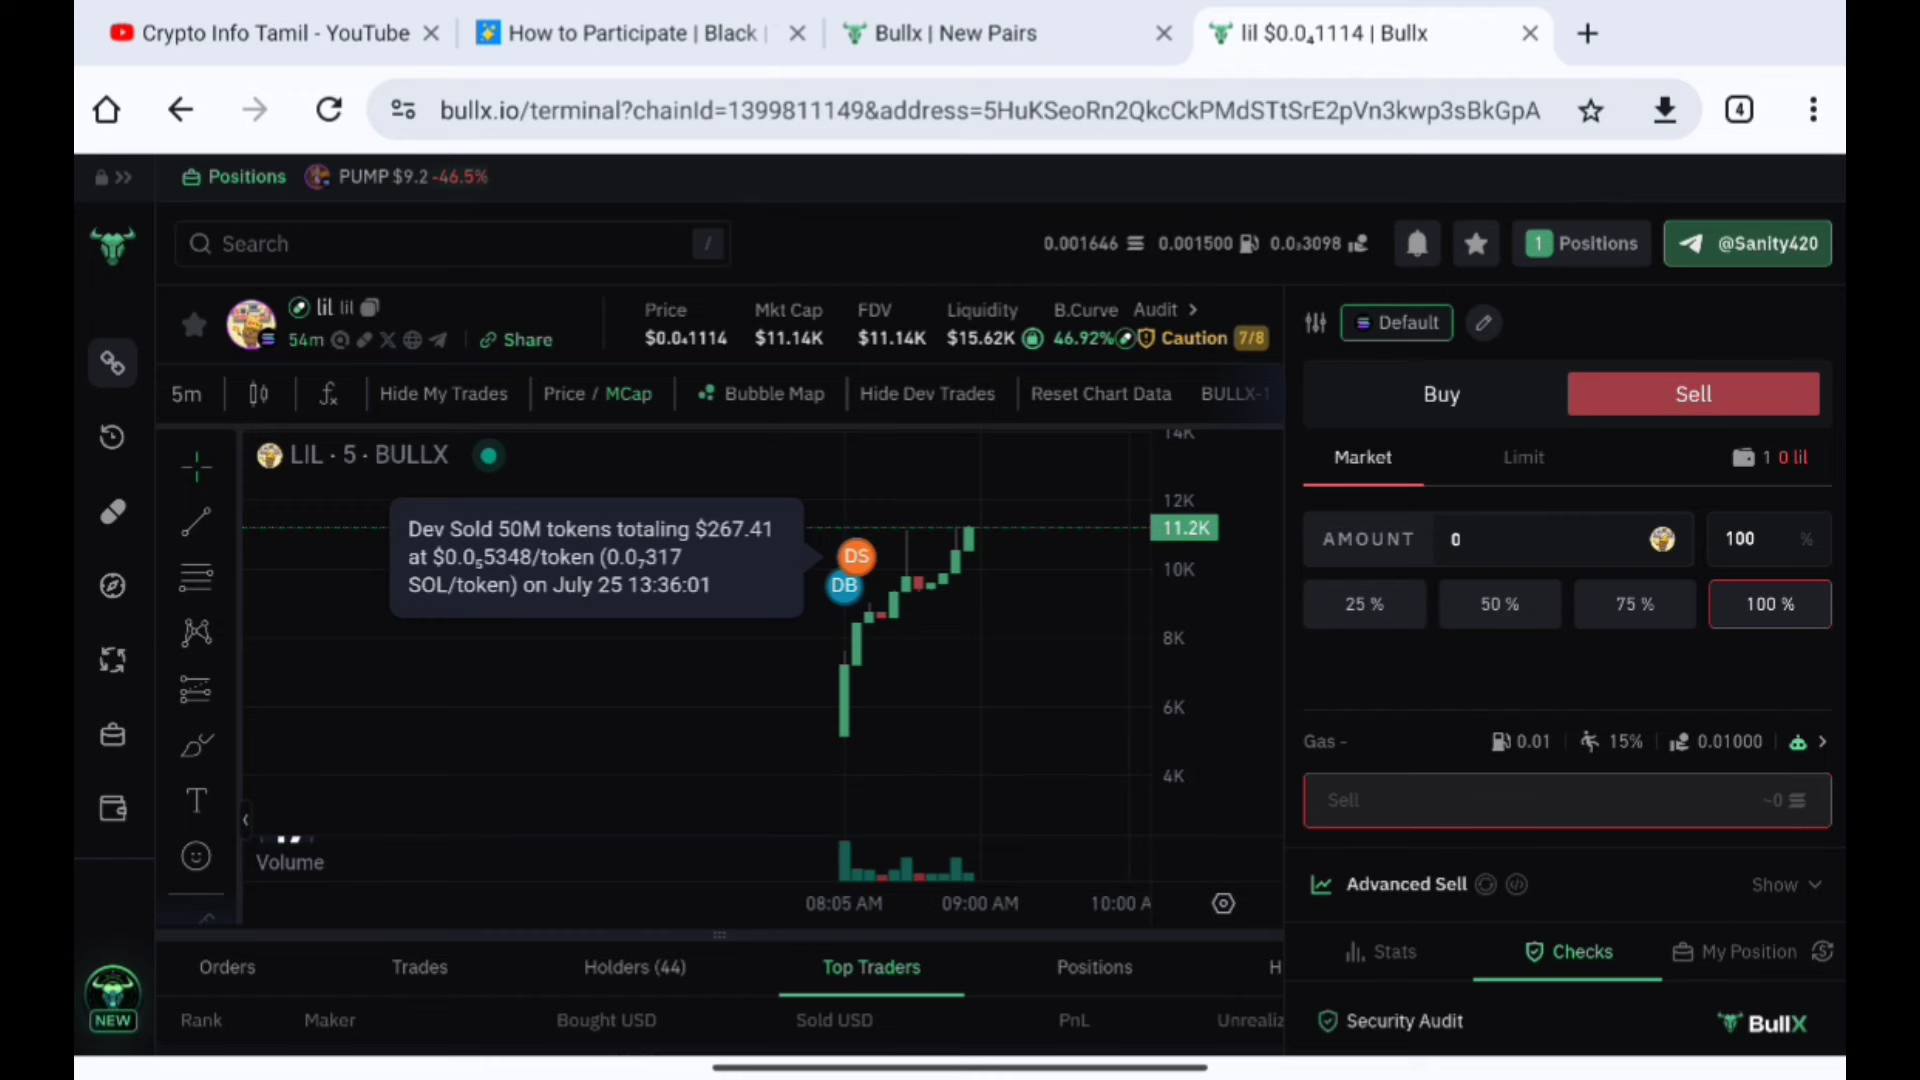 Crypto Info Tamil - YouTube
How to Participate | Black |
Bullx | New Pairs
lil $0.0₄1114 | Bullx
bullx.io/terminal?chainId=1399811149&address=5HuKSeoRn2QkcCkPMdSTtSrE2pVn3kwp3sBkGpA
4
Positions PUMP $9.2 -46.5%
Search /
0.001646 0.001500 0.0₃3098
1 Positions @Sanity420
lil lil
54m Share
Price Mkt Cap FDV Liquidity B.Curve Audit >
$0.0₄1114 $11.14K $11.14K $15.62K 46.92% Caution 7/8
Default
5m Hide My Trades Price / MCap Bubble Map Hide Dev Trades Reset Chart Data BULLX-1
Buy Sell
Market Limit 1 0 lil
LIL · 5 · BULLX
Dev Sold 50M tokens totaling $267.41
at $0.0₅5348/token (0.0₇317
SOL/token) on July 25 13:36:01
DS
DB
14K
12K
11.2K
10K
8K
6K
4K
AMOUNT 0 100 %
25 % 50 % 75 % 100 %
Gas - 0.01 15% 0.01000
Sell ~0
Volume
08:05 AM 09:00 AM 10:00 A
Advanced Sell Show
Stats Checks My Position
Security Audit BullX
Orders Trades Holders (44) Top Traders Positions H
Rank Maker Bought USD Sold USD PnL Unrealiz
NEW